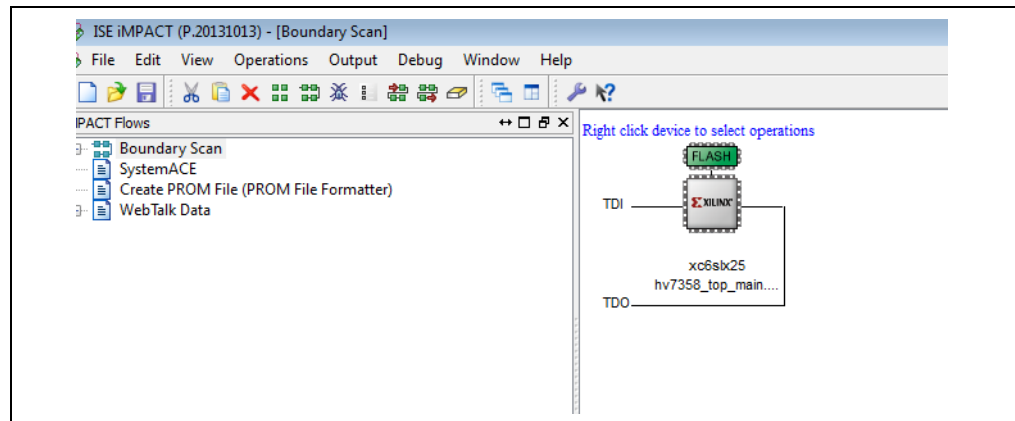 ISE iMPACT (P.20131013) - [Boundary Scan]
File Edit View Operations Output Debug Window Help
MPACT Flows
Right click device to select operations
Boundary Scan
SystemACE
Create PROM File (PROM File Formatter)
WebTalk Data
FLASH
TDI
XILINX
xc6slx25
hv7358_top_main....
TDO